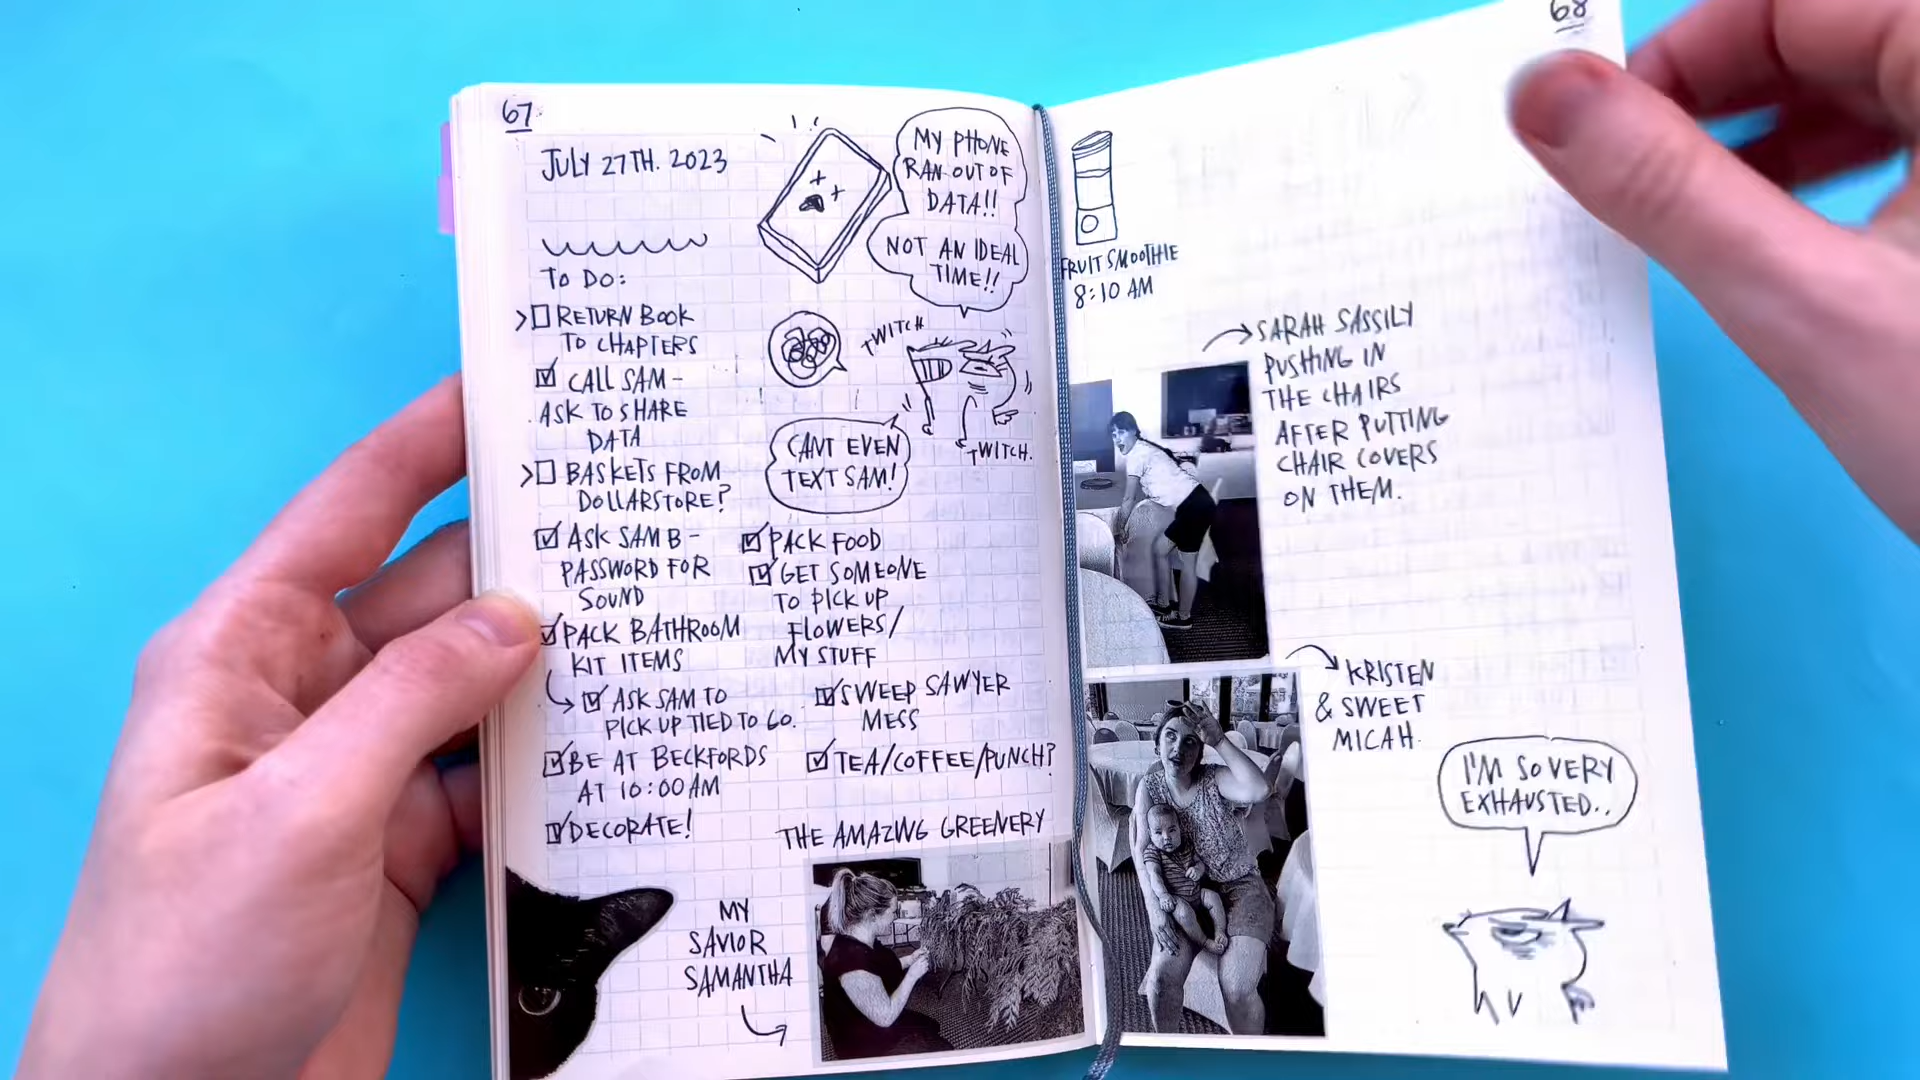 67
JULY 27TH. 2023
TO DO:
>☐ RETURN BOOK
TO CHAPTERS
☑ CALL SAM -
ASK TO SHARE
DATA
>☐ BASKETS FROM
DOLLARSTORE?
☑ ASK SAM B -
PASSWORD FOR
SOUND
☑ PACK BATHROOM
KIT ITEMS
↳ ☑ ASK SAM TO
PICK UP TIED TO GO.
☑ BE AT BECKFORDS
AT 10:00 AM
☑ DECORATE!
MY PHONE
RAN OUT OF
DATA!!
NOT AN IDEAL
TIME!!
TWITCH
TWITCH.
CANT EVEN
TEXT SAM!
☑ PACK FOOD
☑ GET SOMEONE
TO PICK UP
FLOWERS/
MY STUFF
☑ SWEEP SAWYER
MESS
☑ TEA/COFFEE/PUNCH?
THE AMAZING GREENERY
MY
SAVIOR
SAMANTHA
68
FRUIT SMOOTHIE
8:10 AM
SARAH SASSILY
PUSHING IN
THE CHAIRS
AFTER PUTTING
CHAIR COVERS
ON THEM.
KRISTEN
& SWEET
MICAH.
I'M SO VERY
EXHAUSTED..